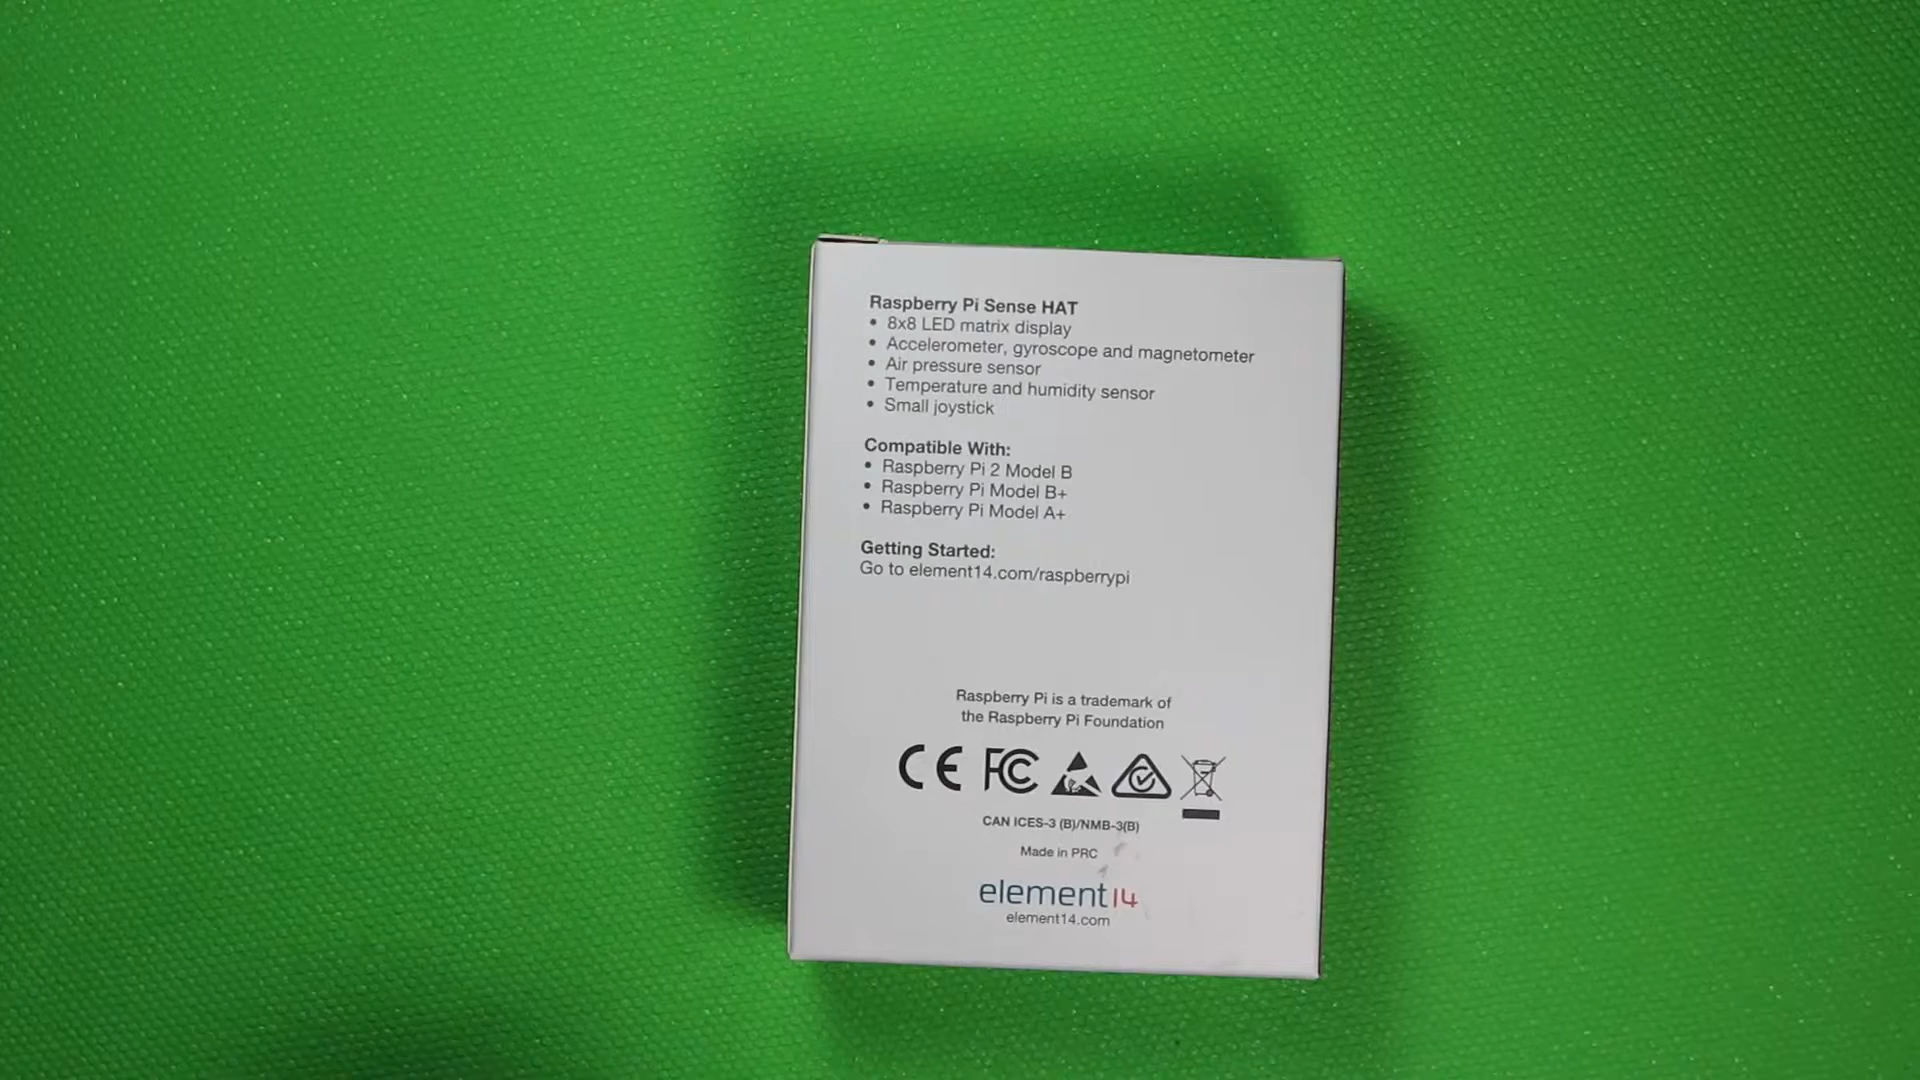 Raspberry Pi Sense HAT
• 8x8 LED matrix display
• Accelerometer, gyroscope and magnetometer
• Air pressure sensor
• Temperature and humidity sensor
• Small joystick
Compatible With:
• Raspberry Pi 2 Model B
• Raspberry Pi Model B+
• Raspberry Pi Model A+
Getting Started:
Go to element14.com/raspberrypi
Raspberry Pi is a trademark of
the Raspberry Pi Foundation
CE FC
CAN ICES-3 (B)/NMB-3(B)
Made in PRC
element14
element14.com